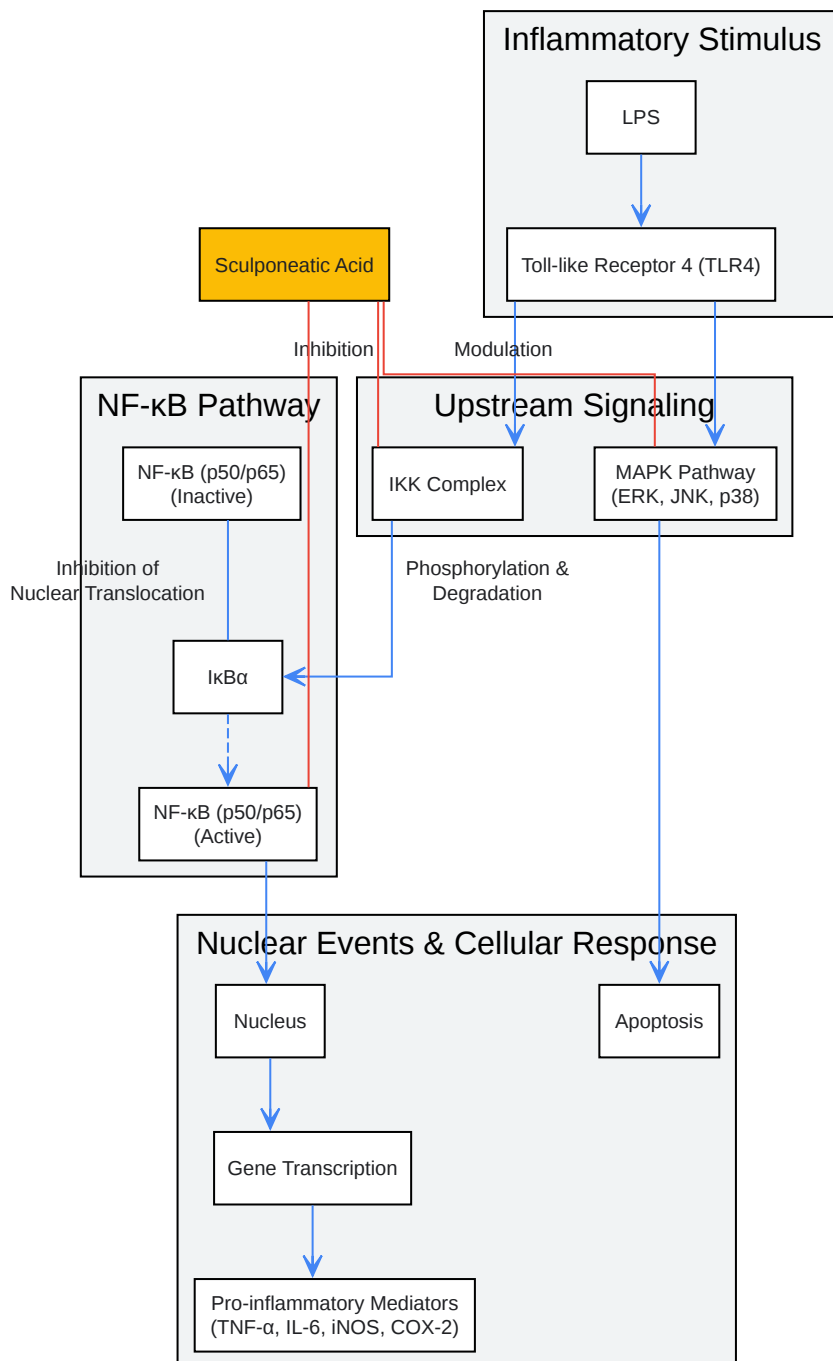 Inflammatory Stimulus
LPS
Sculponeatic Acid
Toll-like Receptor 4 (TLR4)
Inhibition
Modulation
NF-κB Pathway
Upstream Signaling
NF-κB (p50/p65)
(Inactive)
IKK Complex
MAPK Pathway
(ERK, JNK, p38)
Inhibition of
Nuclear Translocation
Phosphorylation &
Degradation
IκBα
NF-κB (p50/p65)
(Active)
Nuclear Events & Cellular Response
Nucleus
Apoptosis
Gene Transcription
Pro-inflammatory Mediators
(TNF-α, IL-6, iNOS, COX-2)